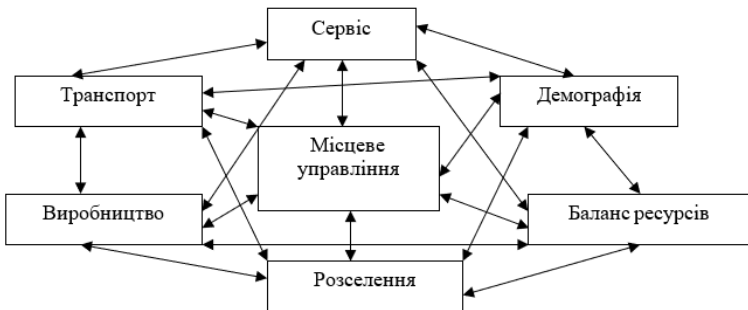 Сервіс
Транспорт
Демографія
Місцеве
управління
Виробництво
Баланс ресурсів
Розселення